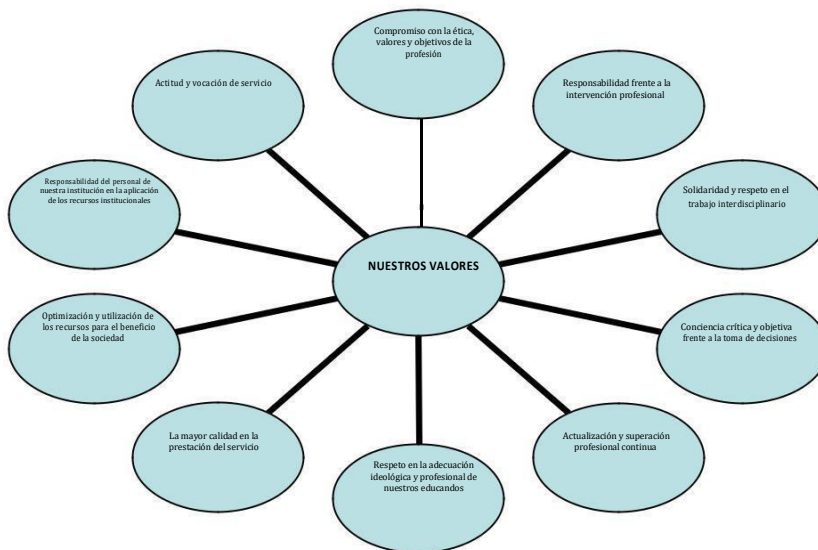 Compromiso con la ética,
valores y objetivos de la
profesión
Responsabilidad frente a la
intervención profesional
Solidaridad y respeto en el
trabajo interdisciplinario
Conciencia crítica y objetiva
frente a la toma de decisiones
Actualización y superación
profesional continua
Respeto en la adecuación
ideológica y profesional de
nuestros educandos
La mayor calidad en la
prestación del servicio
Optimización y utilización de
los recursos para el beneficio
de la sociedad
Responsabilidad del personal de
nuestra institución en la aplicación
de los recursos institucionales
Actitud y vocación de servicio
NUESTROS VALORES